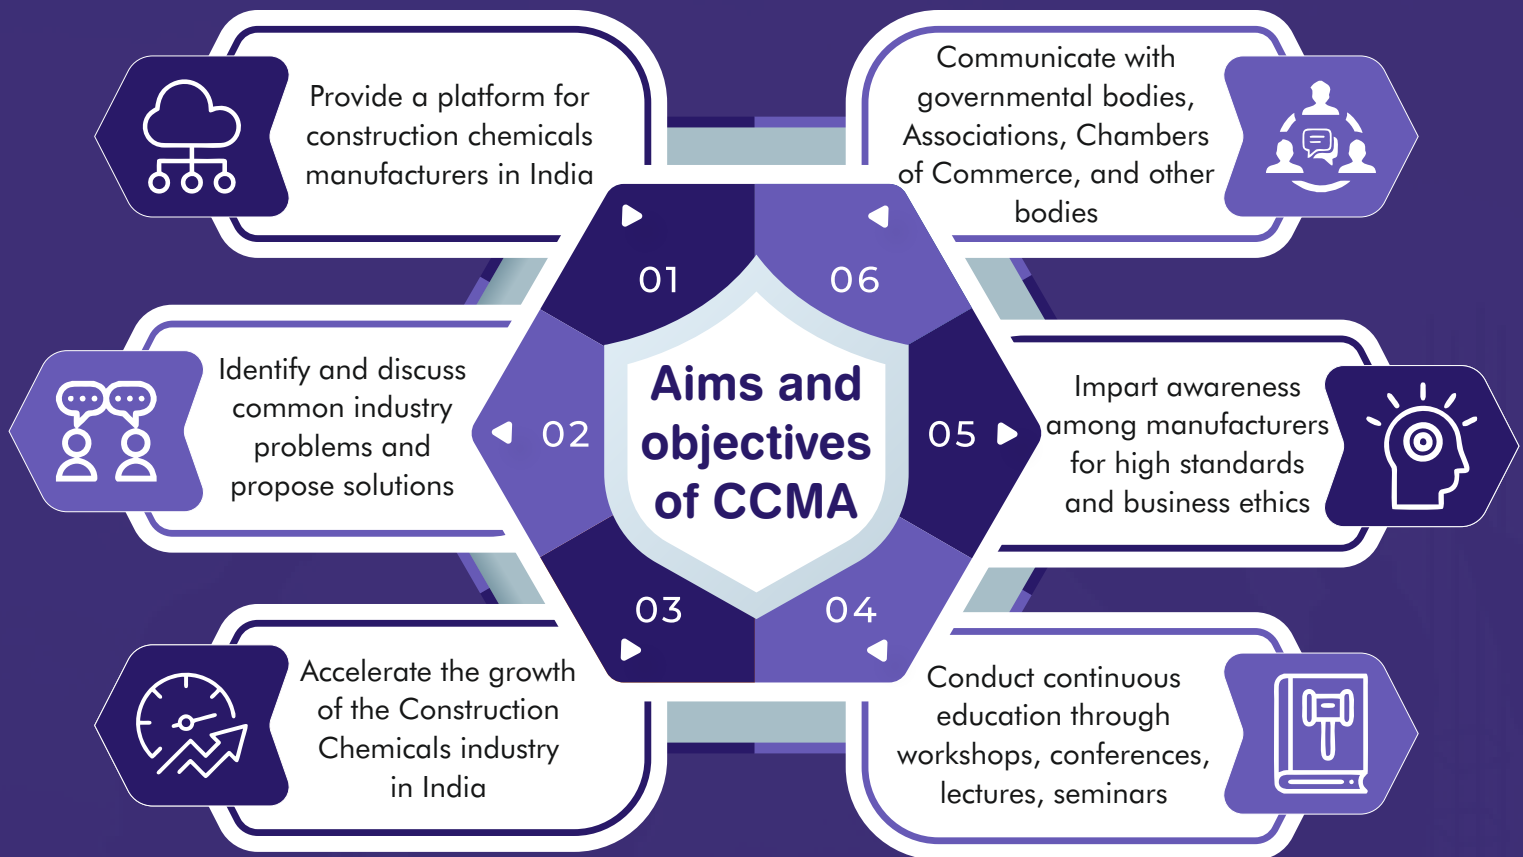 Aims and
objectives
of CCMA
01
Provide a platform for
construction chemicals
manufacturers in India
02
Identify and discuss
common industry
problems and
propose solutions
03
Accelerate the growth
of the Construction
Chemicals industry
in India
04
Conduct continuous
education through
workshops, conferences,
lectures, seminars
05
Impart awareness
among manufacturers
for high standards
and business ethics
06
Communicate with
governmental bodies,
Associations, Chambers
of Commerce, and other
bodies